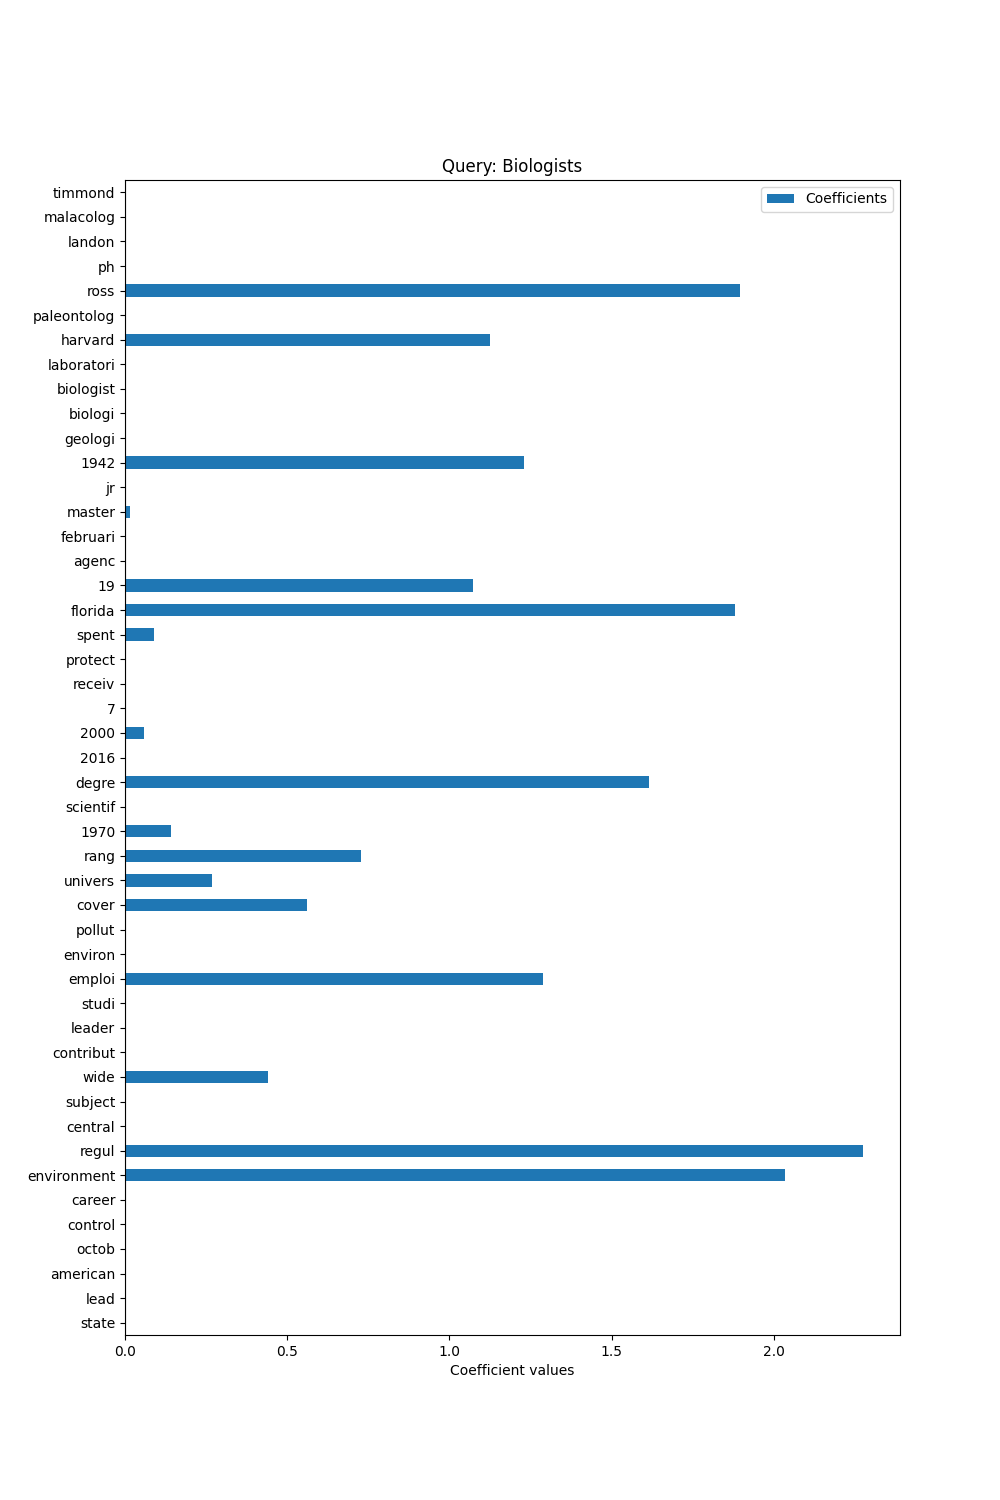 Query: Biologists
Coefficients
timmond
malacolog
landon
ph
ross
paleontolog
harvard
laboratori
biologist
biologi
geologi
1942
jr
master
februari
agenc
19
florida
spent
protect
receiv
7
2000
2016
degre
scientif
1970
rang
univers
cover
pollut
environ
emploi
studi
leader
contribut
wide
subject
central
regul
environment
career
control
octob
american
lead
state
0.0 0.5 1.0 1.5 2.0
Coefficient values